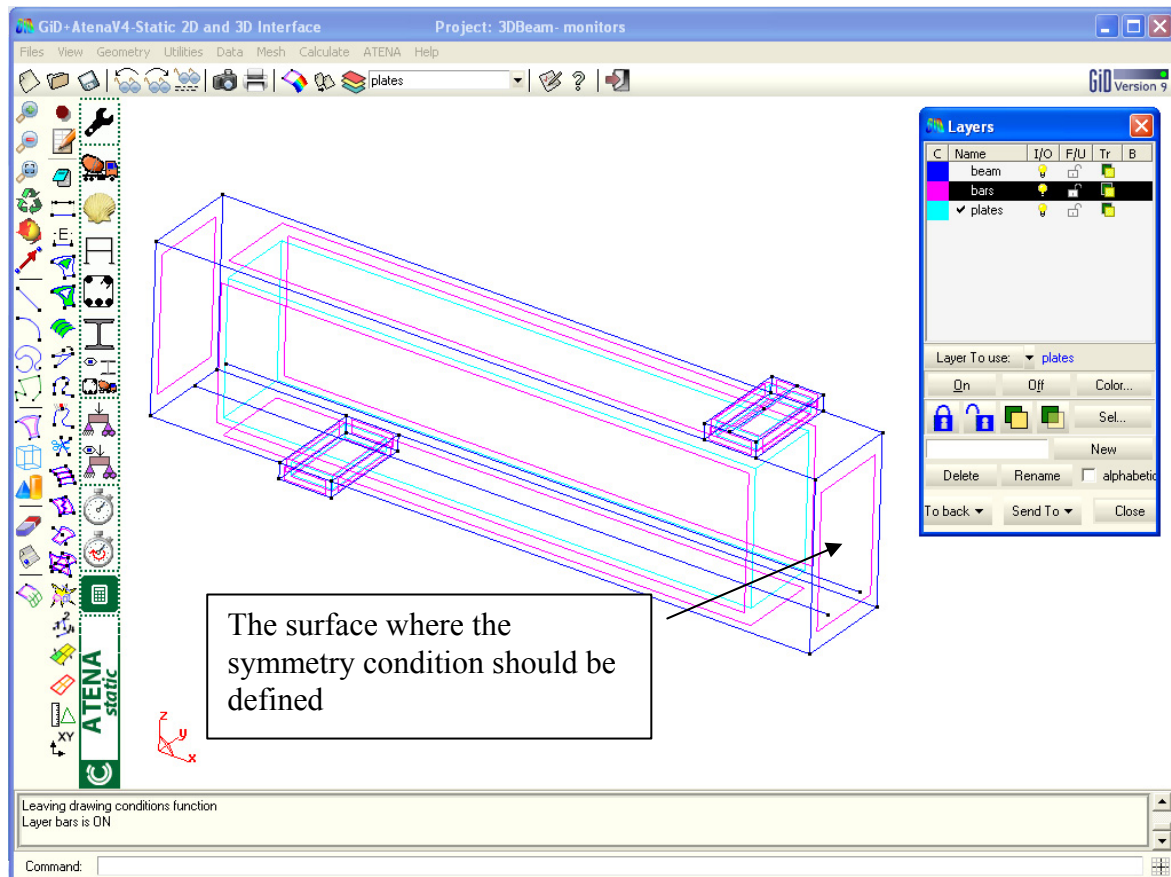 GiD+AtenaV4-Static 2D and 3D Interface Project: 3DBeam- monitors
Files View Geometry Utilities Data Mesh Calculate ATENA Help
plates
GiD Version 9
Layers
C Name I/O F/U Tr B
beam
bars
plates
Layer To use: plates
On Off Color...
Sel...
New
Delete Rename alphabetic
To back Send To Close
:E:
The surface where the
symmetry condition should be
defined
ATENA
static
XY
z
y
x
Leaving drawing conditions function
Layer bars is ON
Command: